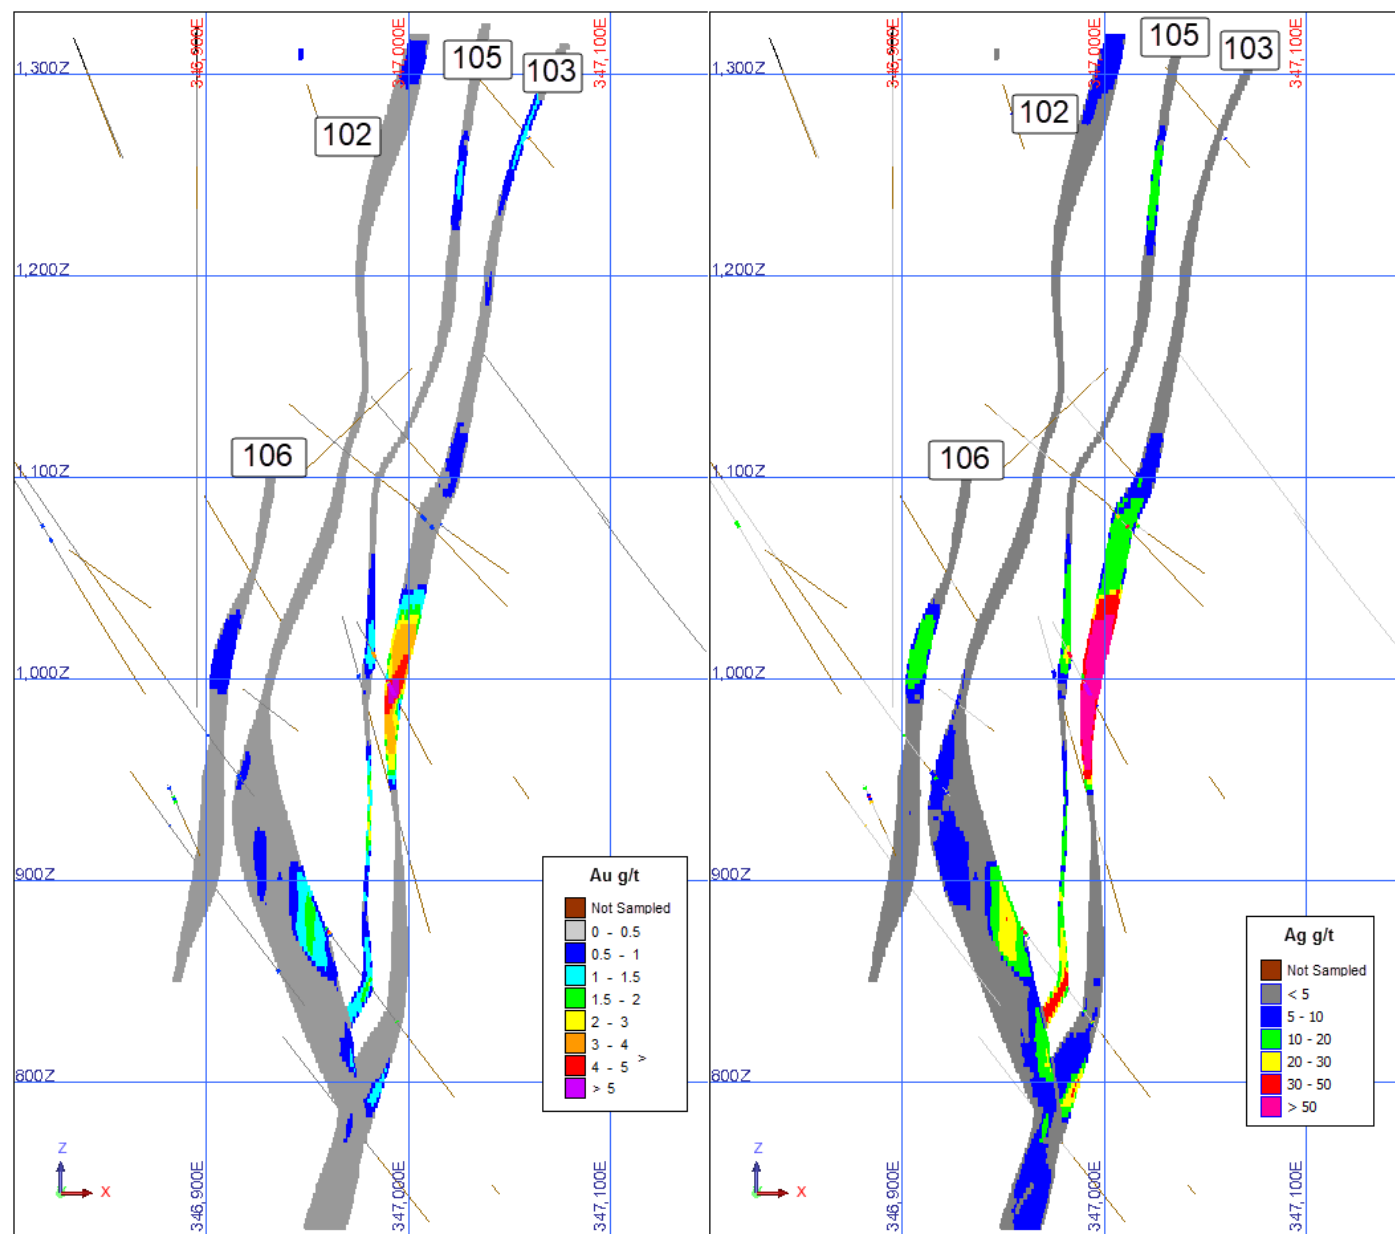 346,900E
347,000E
347,100E
105
103
1,300Z
102
1,200Z
106
1,100Z
1,000Z
900Z
800Z
Au g/t
Not Sampled
0 - 0.5
0.5 - 1
1 - 1.5
1.5 - 2
2 - 3
3 - 4
4 - 5
> 5
>
Z
X
346,900E
347,000E
347,100E
346,900E
347,000E
347,100E
105
103
1,300Z
102
1,200Z
106
1,100Z
1,000Z
900Z
800Z
Ag g/t
Not Sampled
< 5
5 - 10
10 - 20
20 - 30
30 - 50
> 50
Z
X
346,900E
347,000E
347,100E